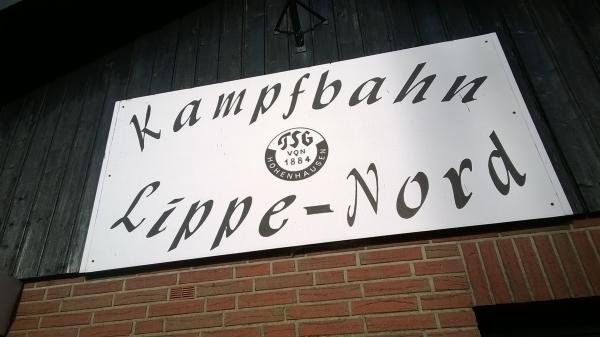 Kampfbahn
TSG
VON
1884
HOHENHAUSEN
Lippe-Nord